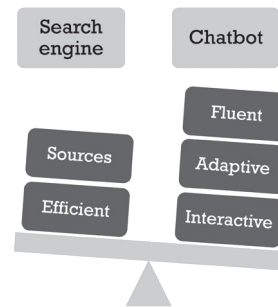 Search
engine
Chatbot
Sources
Efficient
Fluent
Adaptive
Interactive